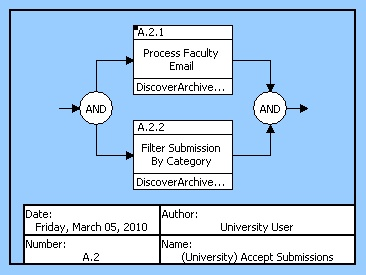 A.2.1
Process Faculty
Email
DiscoverArchive...
AND
AND
A.2.2
Filter Submission
By Category
DiscoverArchive...
Date:
Friday, March 05, 2010
Author:
University User
Number:
A.2
Name:
(University) Accept Submissions